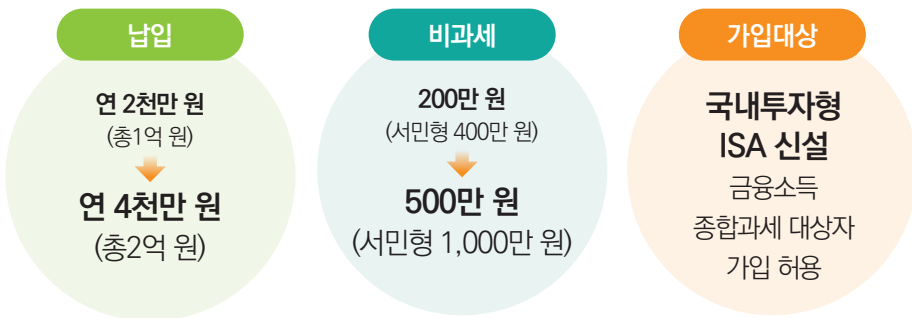 납입
연 2천만 원
(총1억 원)
연 4천만 원
(총2억 원)
비과세
200만 원
(서민형 400만 원)
500만 원
(서민형 1,000만 원)
가입대상
국내투자형
ISA 신설
금융소득
종합과세 대상자
가입 허용